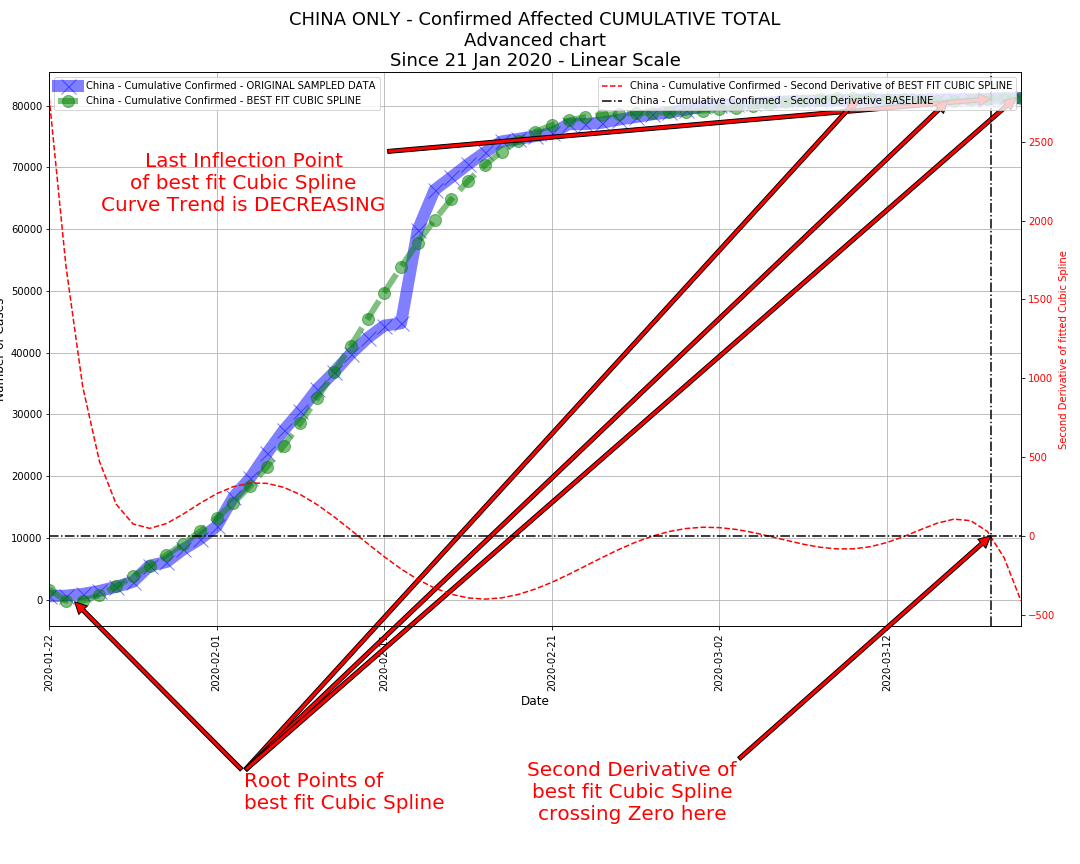 CHINA ONLY - Confirmed Affected CUMULATIVE TOTAL
Advanced chart
Since 21 Jan 2020 - Linear Scale
China - Cumulative Confirmed - ORIGINAL SAMPLED DATA
China - Cumulative Confirmed - BEST FIT CUBIC SPLINE
China - Cumulative Confirmed - Second Derivative of BEST FIT CUBIC SPLINE
China - Cumulative Confirmed - Second Derivative BASELINE
Last Inflection Point
of best fit Cubic Spline
Curve Trend is DECREASING
80000
70000
60000
50000
40000
30000
20000
10000
0
2500
2000
1500
1000
500
0
−500
Second Derivative of fitted Cubic Spline
2020-01-22
2020-02-01
2020-02-21
2020-03-02
2020-03-12
Date
Root Points of
best fit Cubic Spline
Second Derivative of
best fit Cubic Spline
crossing Zero here